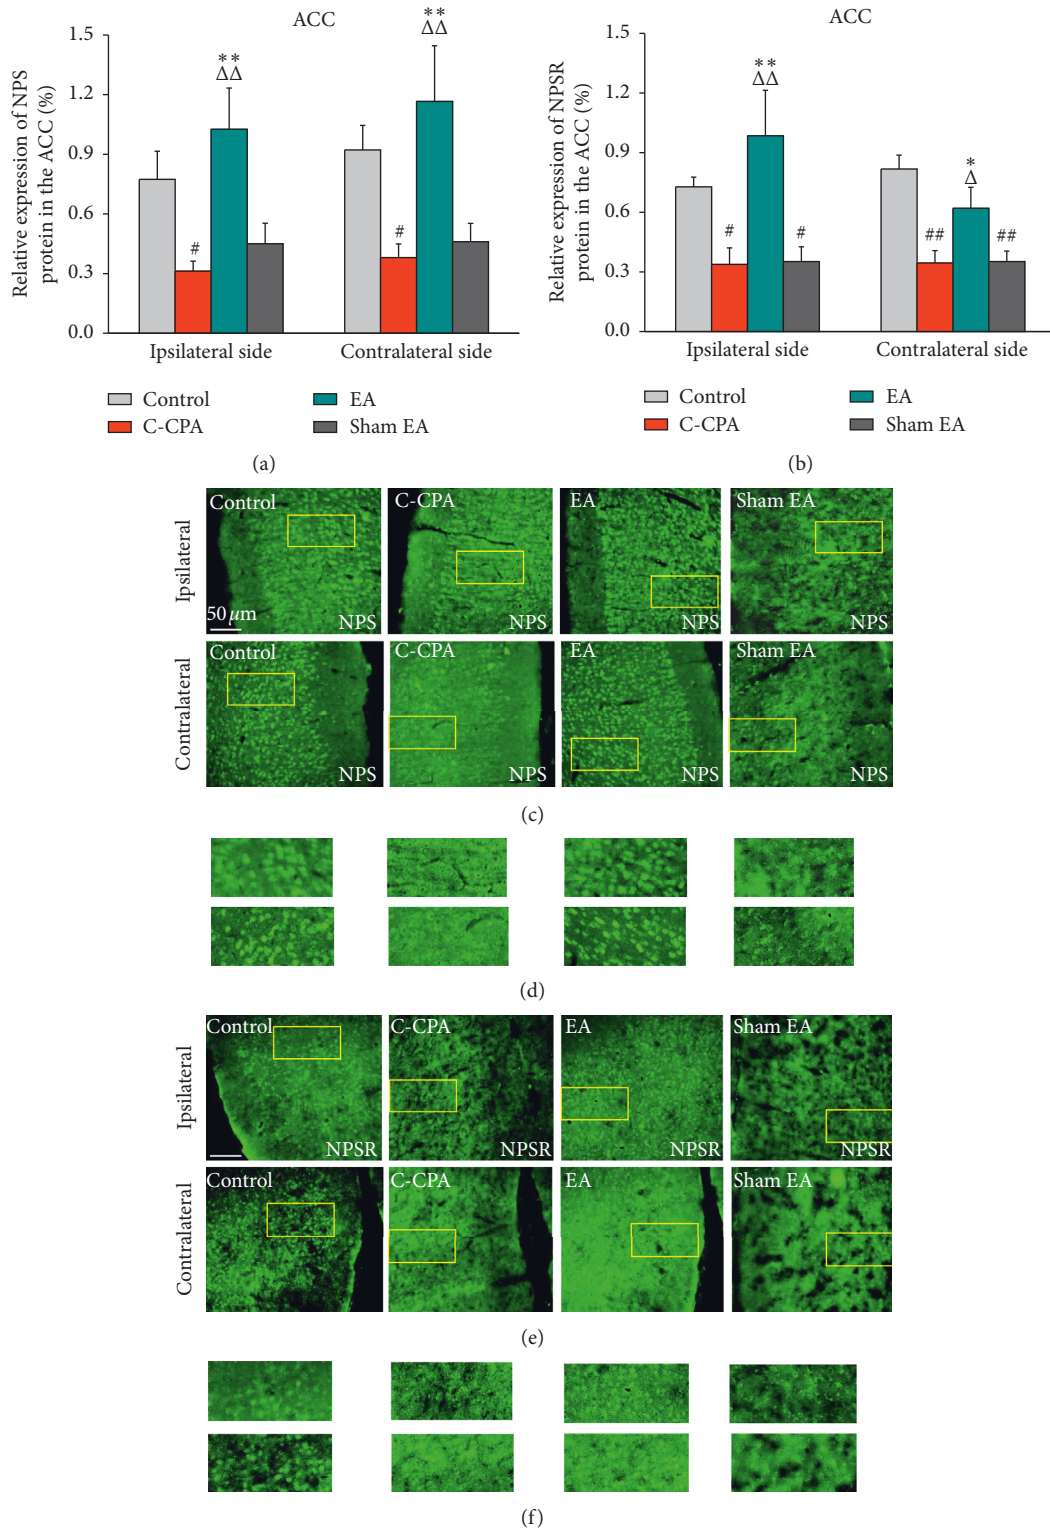 ACC
Relative expression of NPS
protein in the ACC (%)
1.5
1.2
0.9
0.6
0.3
0.0
#
**
ΔΔ
#
**
ΔΔ
Ipsilateral side
Contralateral side
Control
EA
C-CPA
Sham EA
(a)
ACC
Relative expression of NPSR
protein in the ACC (%)
1.5
1.2
0.9
0.6
0.3
0.0
#
**
ΔΔ
#
##
*
Δ
##
Ipsilateral side
Contralateral side
Control
EA
C-CPA
Sham EA
(b)
Ipsilateral
Control
C-CPA
EA
Sham EA
50 μm
NPS
NPS
NPS
NPS
Contralateral
Control
C-CPA
EA
Sham EA
NPS
NPS
NPS
NPS
(c)
(d)
Ipsilateral
Control
C-CPA
EA
Sham EA
NPSR
NPSR
NPSR
NPSR
Contralateral
Control
C-CPA
EA
Sham EA
(e)
(f)